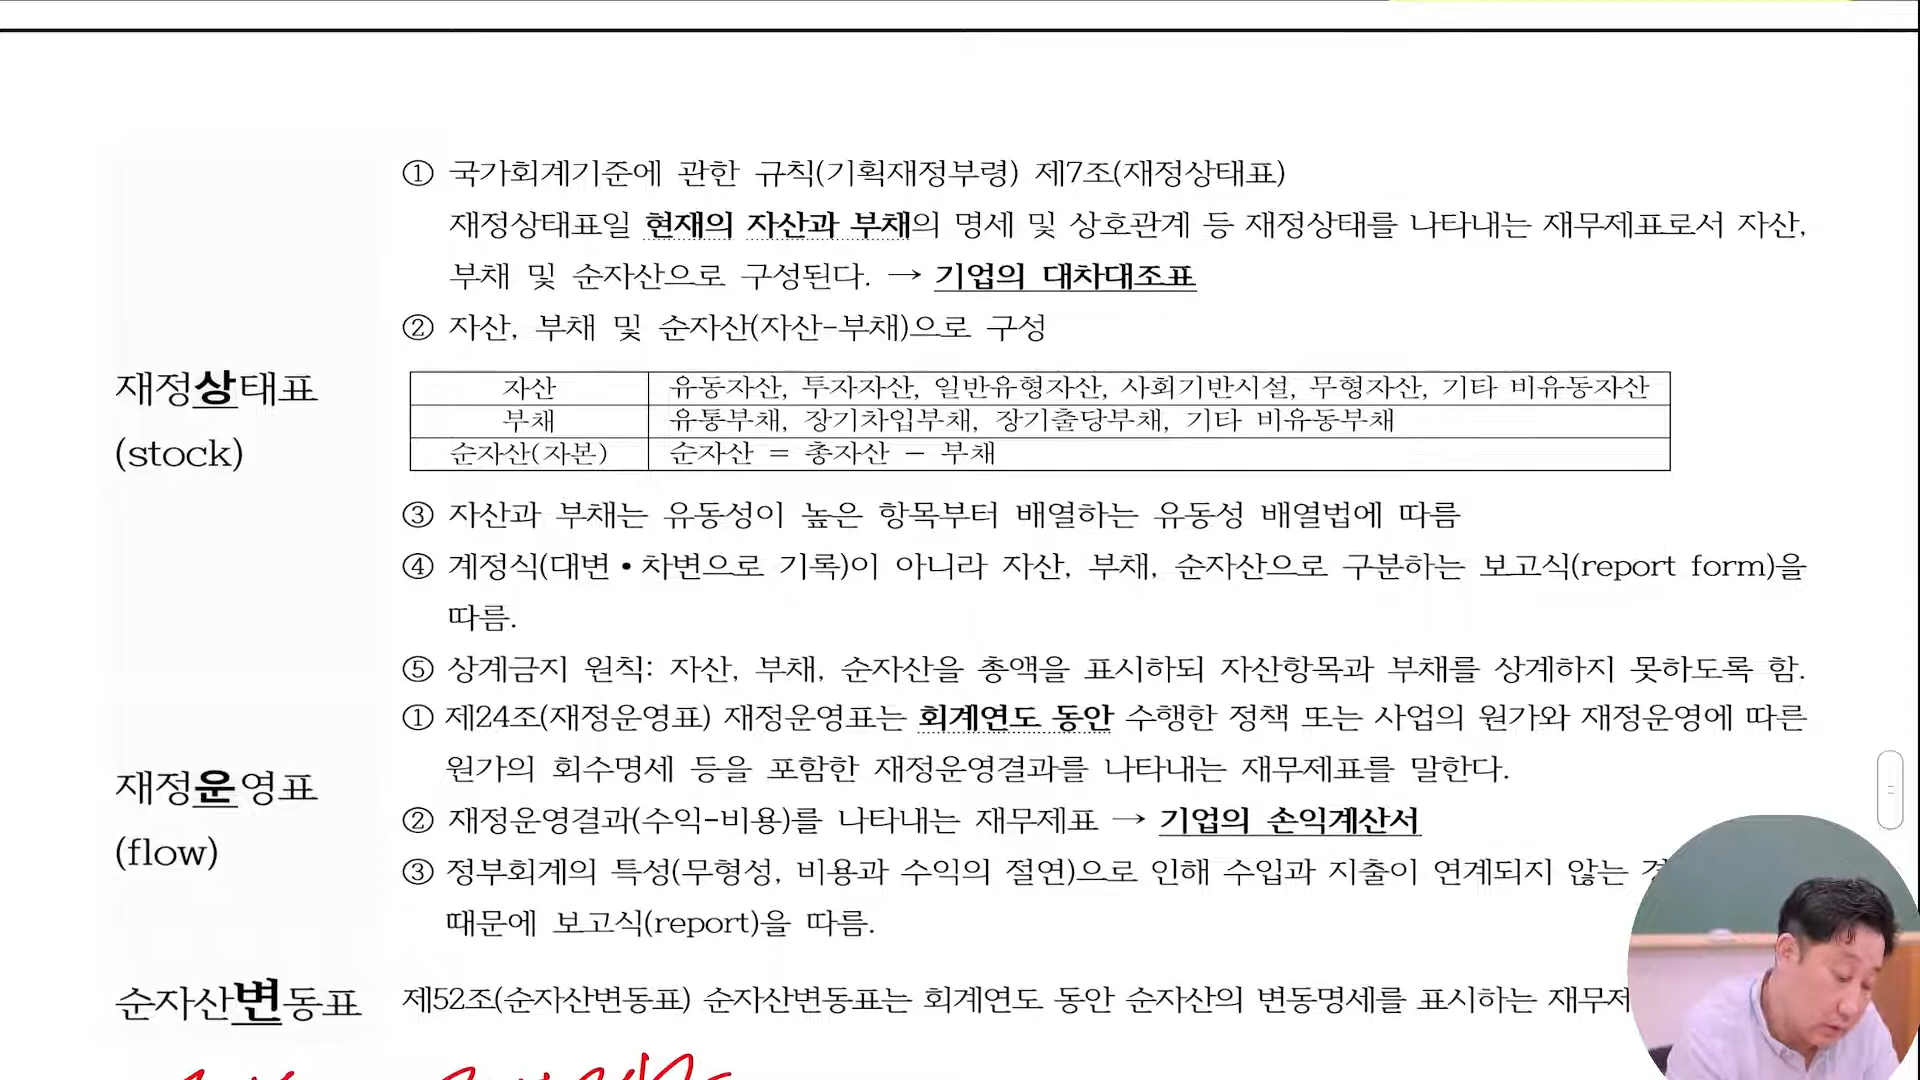 ① 국가회계기준에 관한 규칙(기획재정부령) 제7조(재정상태표)
재정상태표일 현재의 자산과 부채의 명세 및 상호관계 등 재정상태를 나타내는 재무제표로서 자산,
부채 및 순자산으로 구성된다. → 기업의 대차대조표
② 자산, 부채 및 순자산(자산-부채)으로 구성
재정상태표
(stock)
자산 유동자산, 투자자산, 일반유형자산, 사회기반시설, 무형자산, 기타 비유동자산
부채 유통부채, 장기차입부채, 장기출당부채, 기타 비유동부채
순자산(자본) 순자산 = 총자산 - 부채
③ 자산과 부채는 유동성이 높은 항목부터 배열하는 유동성 배열법에 따름
④ 계정식(대변•차변으로 기록)이 아니라 자산, 부채, 순자산으로 구분하는 보고식(report form)을
따름.
⑤ 상계금지 원칙: 자산, 부채, 순자산을 총액을 표시하되 자산항목과 부채를 상계하지 못하도록 함.
① 제24조(재정운영표) 재정운영표는 회계연도 동안 수행한 정책 또는 사업의 원가와 재정운영에 따른
원가의 회수명세 등을 포함한 재정운영결과를 나타내는 재무제표를 말한다.
재정운영표
(flow)
② 재정운영결과(수익-비용)를 나타내는 재무제표 → 기업의 손익계산서
③ 정부회계의 특성(무형성, 비용과 수익의 절연)으로 인해 수입과 지출이 연계되지 않는
때문에 보고식(report)을 따름.
순자산변동표
제52조(순자산변동표) 순자산변동표는 회계연도 동안 순자산의 변동명세를 표시하는